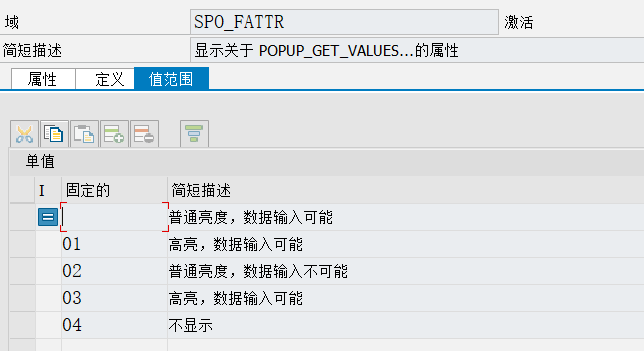 域 SPO_FATTR 激活
简短描述 显示关于 POPUP_GET_VALUES...的属性
属性 定义 值范围
单值
I 固定的 简短描述
普通亮度，数据输入可能
01 高亮，数据输入可能
02 普通亮度，数据输入不可能
03 高亮，数据输入可能
04 不显示